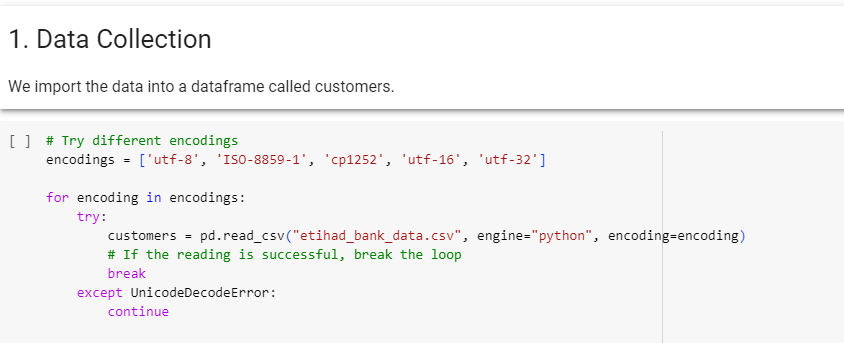 1. Data Collection
We import the data into a dataframe called customers.
[ ] # Try different encodings
encodings = ['utf-8', 'ISO-8859-1', 'cp1252', 'utf-16', 'utf-32']
for encoding in encodings:
    try:
        customers = pd.read_csv("etihad_bank_data.csv", engine="python", encoding=encoding)
        # If the reading is successful, break the loop
        break
    except UnicodeDecodeError:
        continue